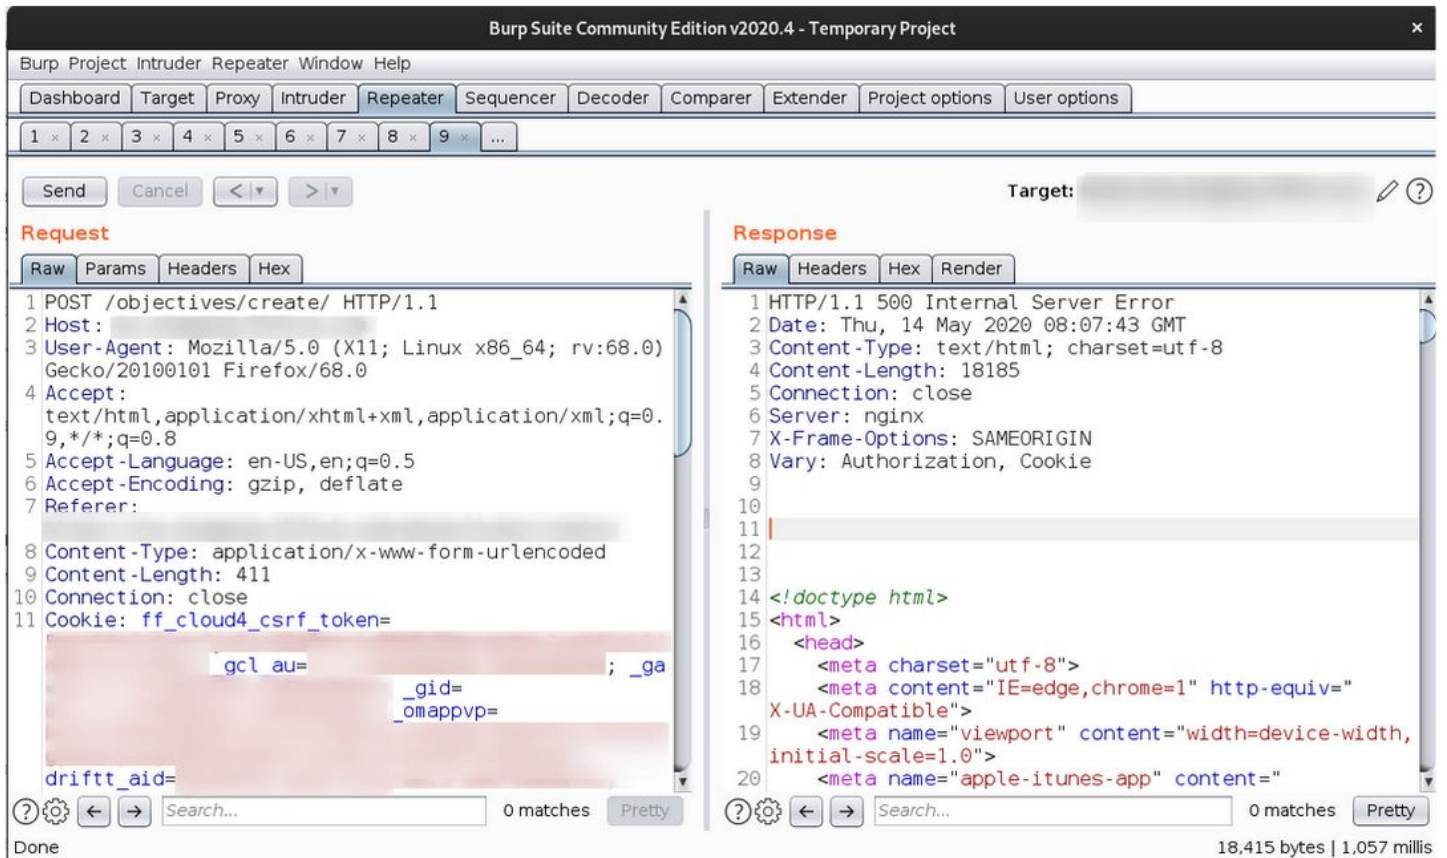 Burp Suite Community Edition v2020.4 - Temporary Project ×
Burp Project Intruder Repeater Window Help
Dashboard Target Proxy Intruder Repeater Sequencer Decoder Comparer Extender Project options User options
1 × 2 × 3 × 4 × 5 × 6 × 7 × 8 × 9 × ...
Send Cancel < | ▼ > | ▼ Target: ?
Request
Raw Params Headers Hex
1 POST /objectives/create/ HTTP/1.1
2 Host:
3 User-Agent: Mozilla/5.0 (X11; Linux x86_64; rv:68.0)
Gecko/20100101 Firefox/68.0
4 Accept:
text/html,application/xhtml+xml,application/xml;q=0.
9,*/*;q=0.8
5 Accept-Language: en-US,en;q=0.5
6 Accept-Encoding: gzip, deflate
7 Referer:
8 Content-Type: application/x-www-form-urlencoded
9 Content-Length: 411
10 Connection: close
11 Cookie: ff_cloud4_csrf_token=
_gcl_au= ; _ga
_gid=
_omappvp=
driftt_aid=
? ← → Search... 0 matches Pretty
Response
Raw Headers Hex Render
1 HTTP/1.1 500 Internal Server Error
2 Date: Thu, 14 May 2020 08:07:43 GMT
3 Content-Type: text/html; charset=utf-8
4 Content-Length: 18185
5 Connection: close
6 Server: nginx
7 X-Frame-Options: SAMEORIGIN
8 Vary: Authorization, Cookie
9
10
11
12
13
14 <!doctype html>
15 <html>
16 <head>
17 <meta charset="utf-8">
18 <meta content="IE=edge,chrome=1" http-equiv="
X-UA-Compatible">
19 <meta name="viewport" content="width=device-width,
initial-scale=1.0">
20 <meta name="apple-itunes-app" content="
? ← → Search... 0 matches Pretty
Done 18,415 bytes | 1,057 millis